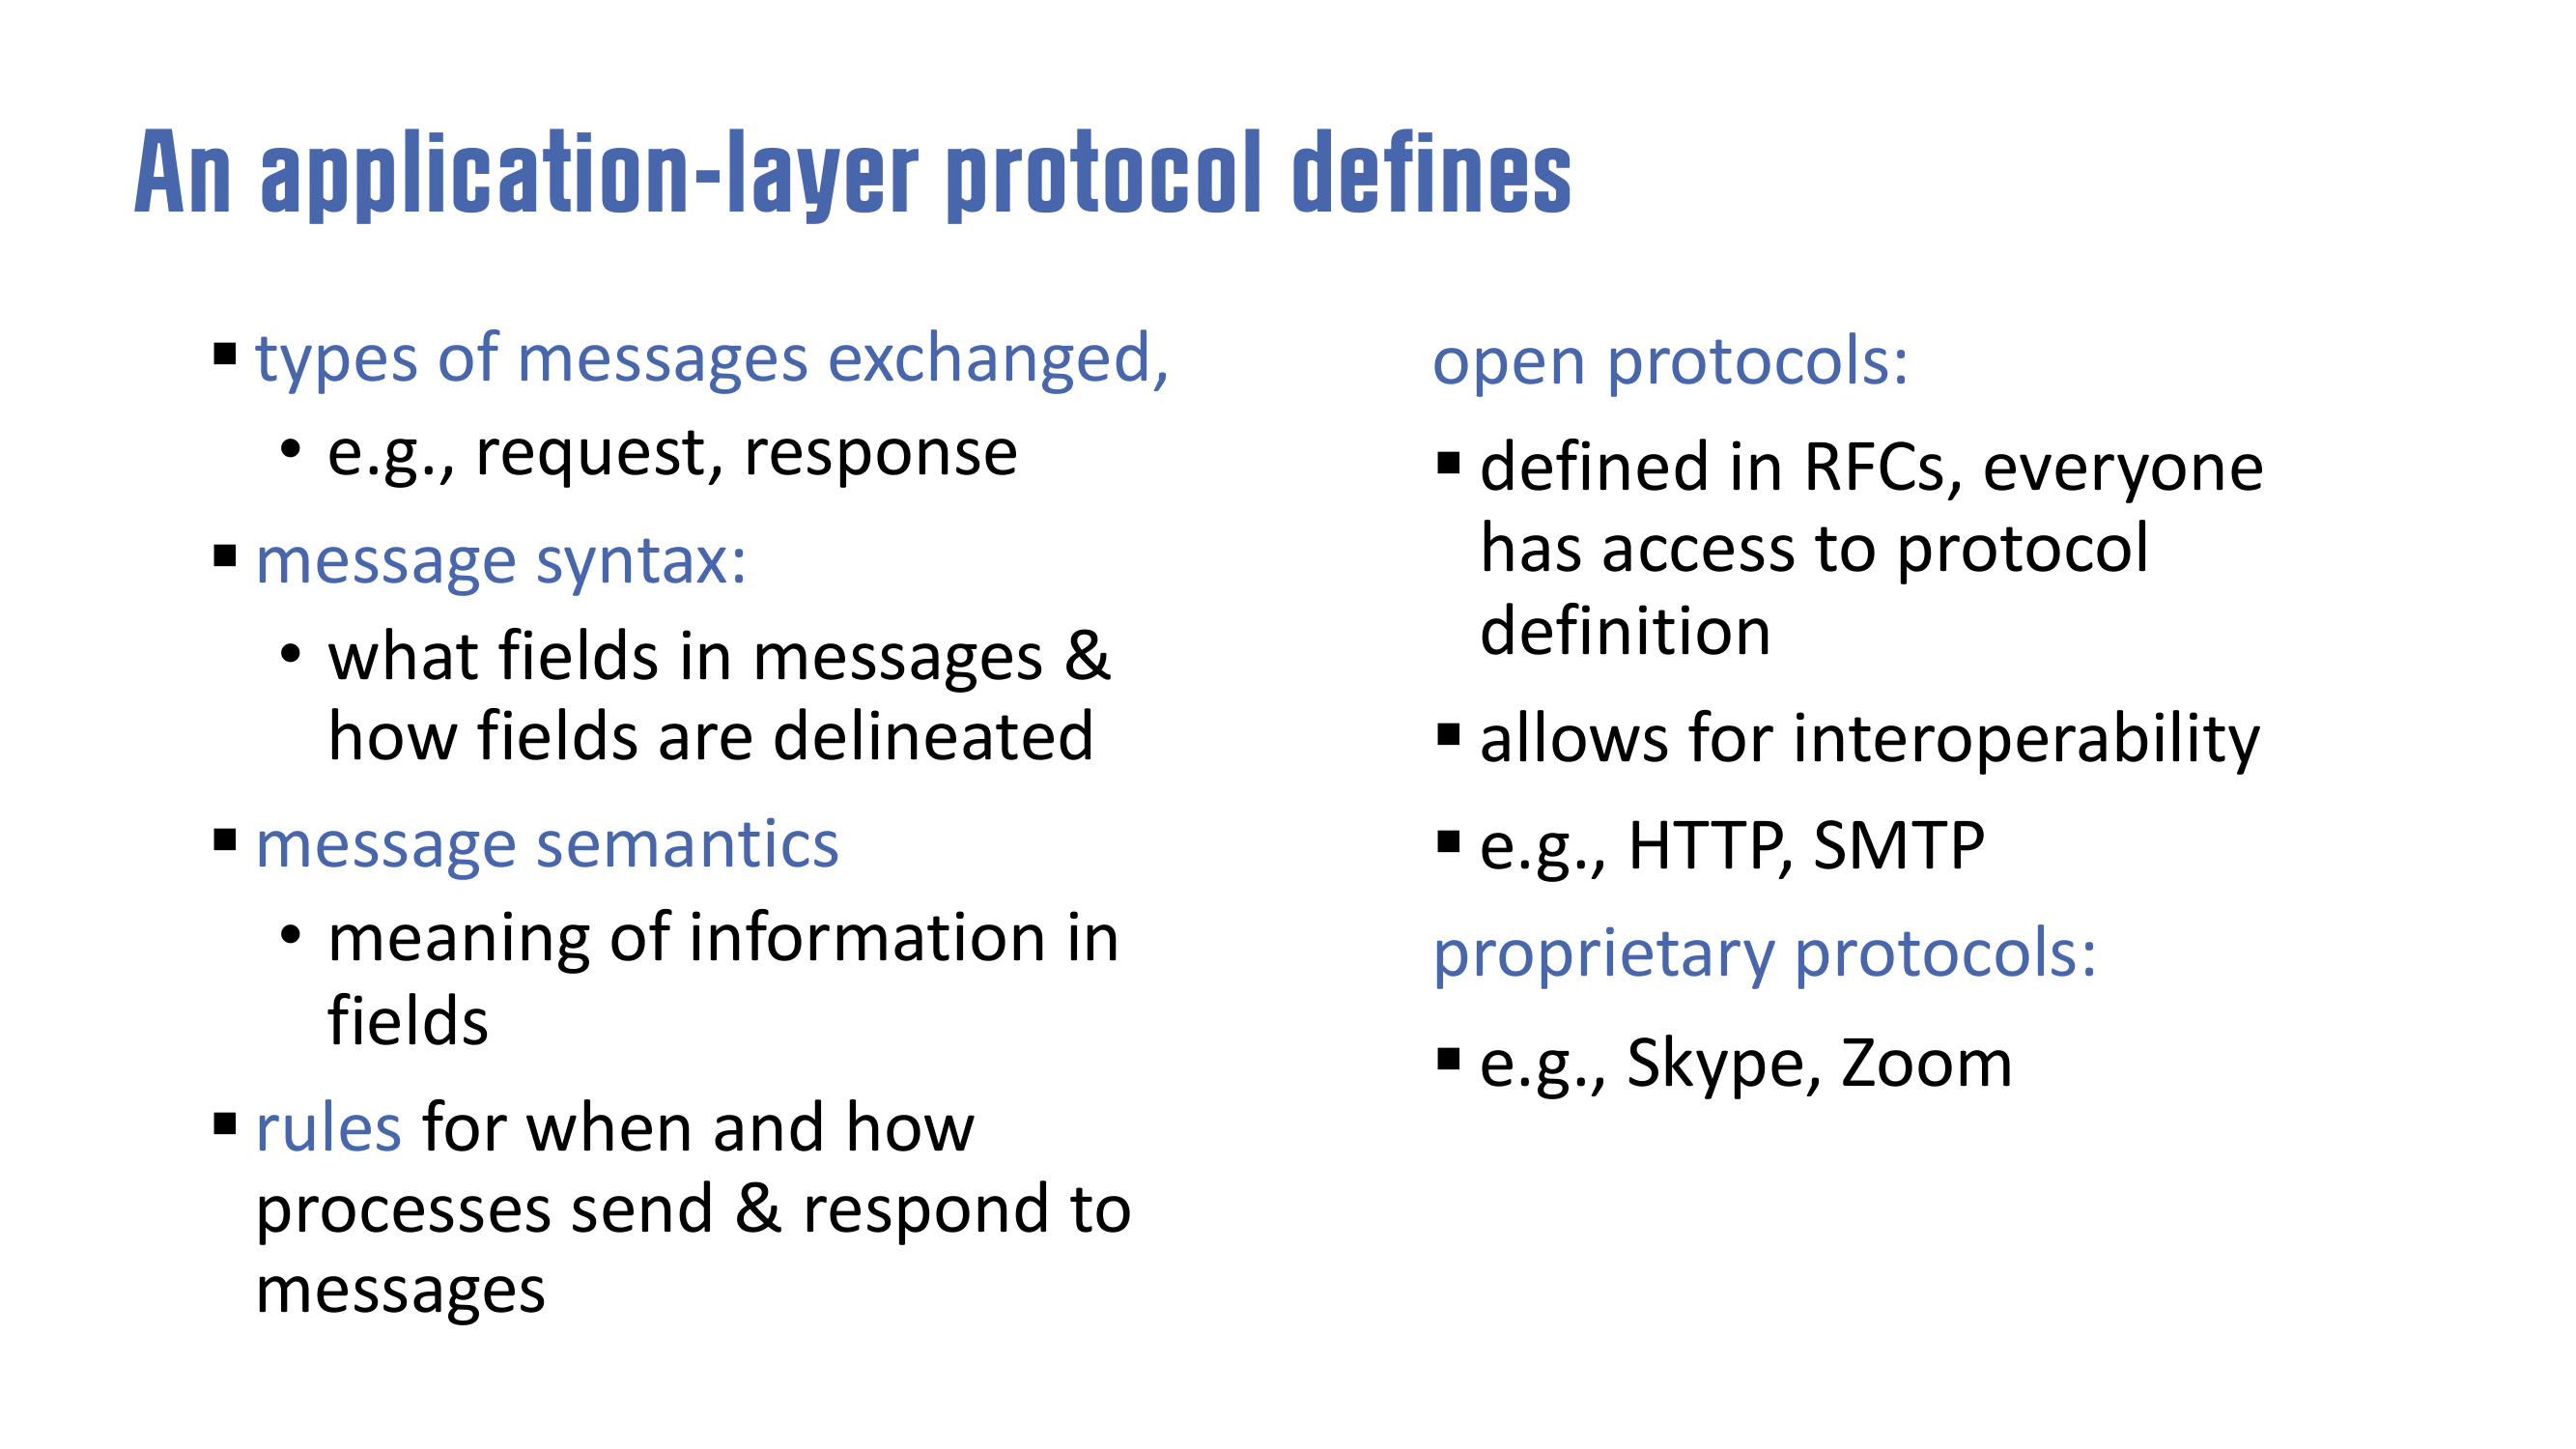 An application-layer protocol defines
▪ types of messages exchanged,
• e.g., request, response
▪ message syntax:
• what fields in messages &
how fields are delineated
▪ message semantics
• meaning of information in
fields
▪ rules for when and how
processes send & respond to
messages
open protocols:
▪ defined in RFCs, everyone
has access to protocol
definition
▪ allows for interoperability
▪ e.g., HTTP, SMTP
proprietary protocols:
▪ e.g., Skype, Zoom